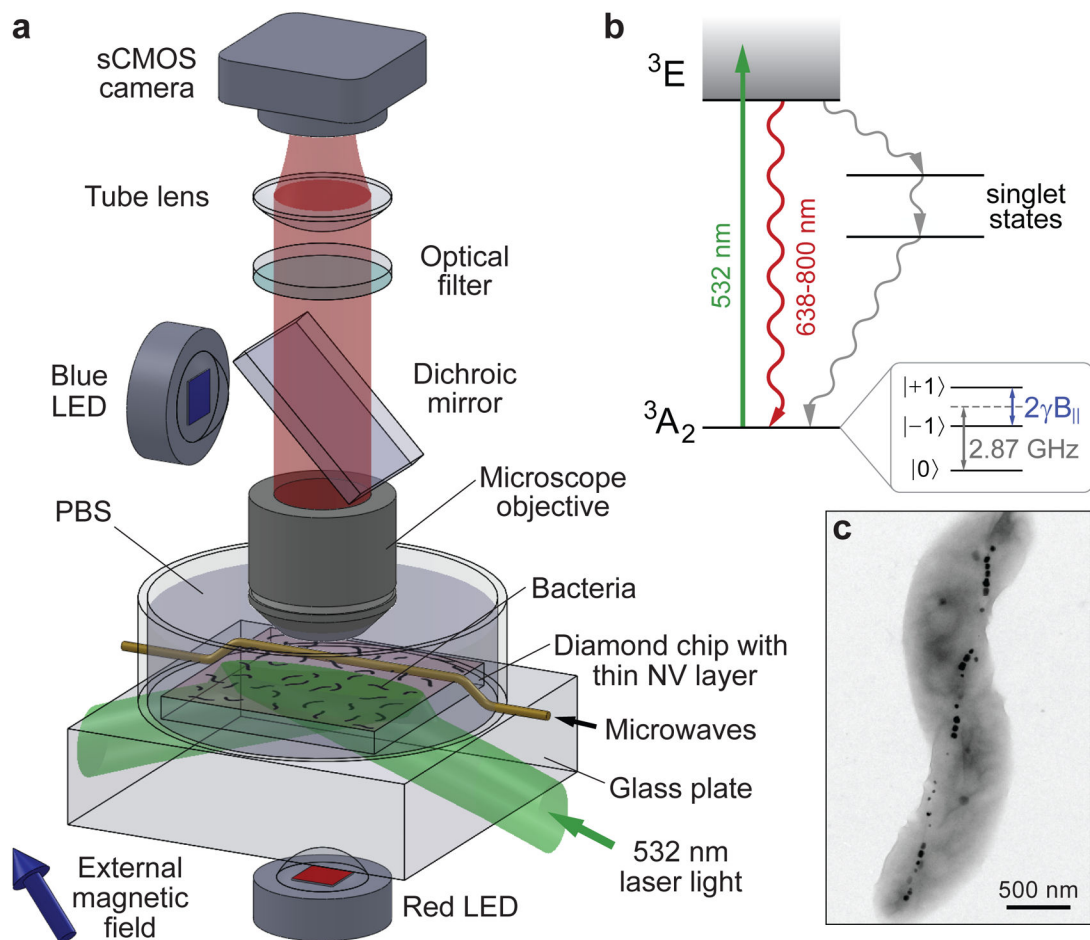 a
sCMOS
camera
Tube lens
Optical
filter
Blue
LED
Dichroic
mirror
Microscope
objective
PBS
Bacteria
Diamond chip with
thin NV layer
Microwaves
Glass plate
532 nm
laser light
External
magnetic
field
Red LED
b
³E
532 nm
638-800 nm
singlet
states
³A₂
|+1⟩
|−1⟩
|0⟩
2γB||
2.87 GHz
c
500 nm